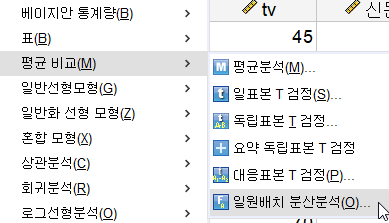 베이지안 통계량(B)
표(B)
평균 비교(M)
일반선형모형(G)
일반화 선형 모형(Z)
혼합 모형(X)
상관분석(C)
회귀분석(R)
로그선형분석(O)
tv
신문
45
평균분석(M)...
일표본 T 검정(S)...
독립표본 T 검정...
요약 독립표본 T 검정
대응표본 T 검정(P)...
일원배치 분산분석(O)...